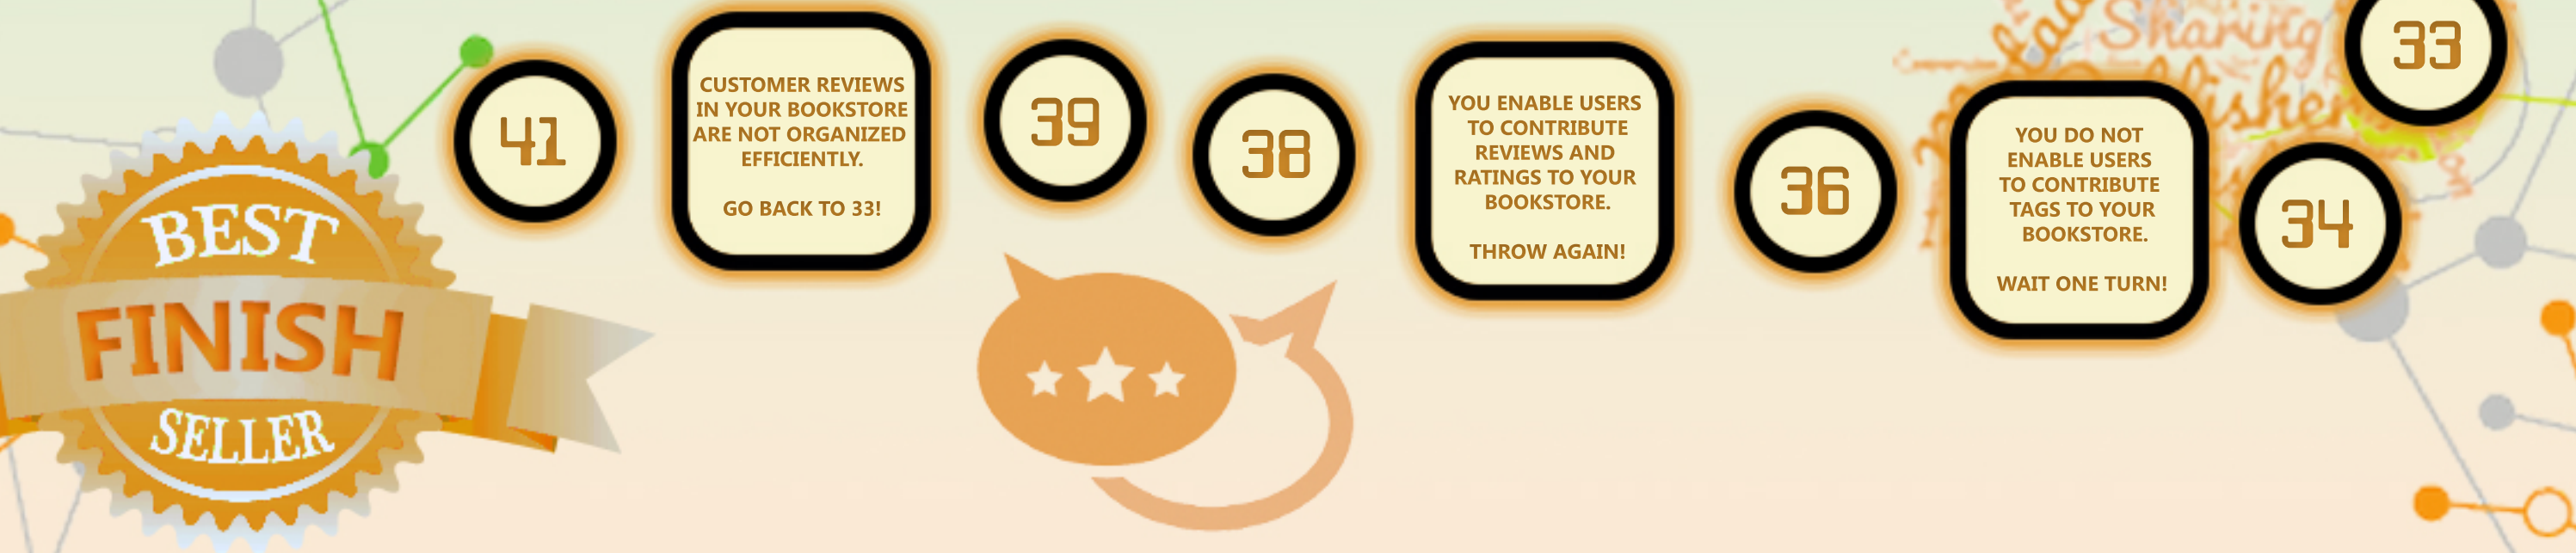 41
CUSTOMER REVIEWS
IN YOUR BOOKSTORE
ARE NOT ORGANIZED
EFFICIENTLY.
GO BACK TO 33!
39
38
YOU ENABLE USERS
TO CONTRIBUTE
REVIEWS AND
RATINGS TO YOUR
BOOKSTORE.
THROW AGAIN!
36
YOU DO NOT
ENABLE USERS
TO CONTRIBUTE
TAGS TO YOUR
BOOKSTORE.
WAIT ONE TURN!
34
33
Sharing
BEST
FINISH
SELLER